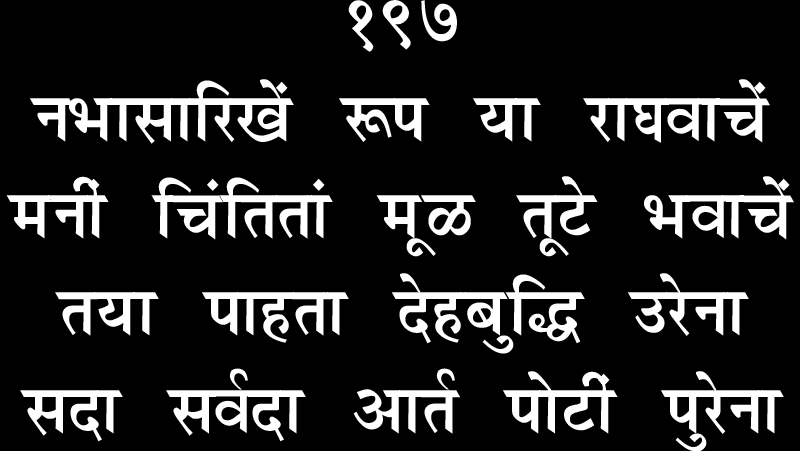 १९७
नभासारिखें रूप या राघवाचें
मनीं चिंतितां मूळ तूटे भवाचें
तया पाहता देहबुद्धि उरेना
सदा सर्वदा आर्त पोटीं पुरेना